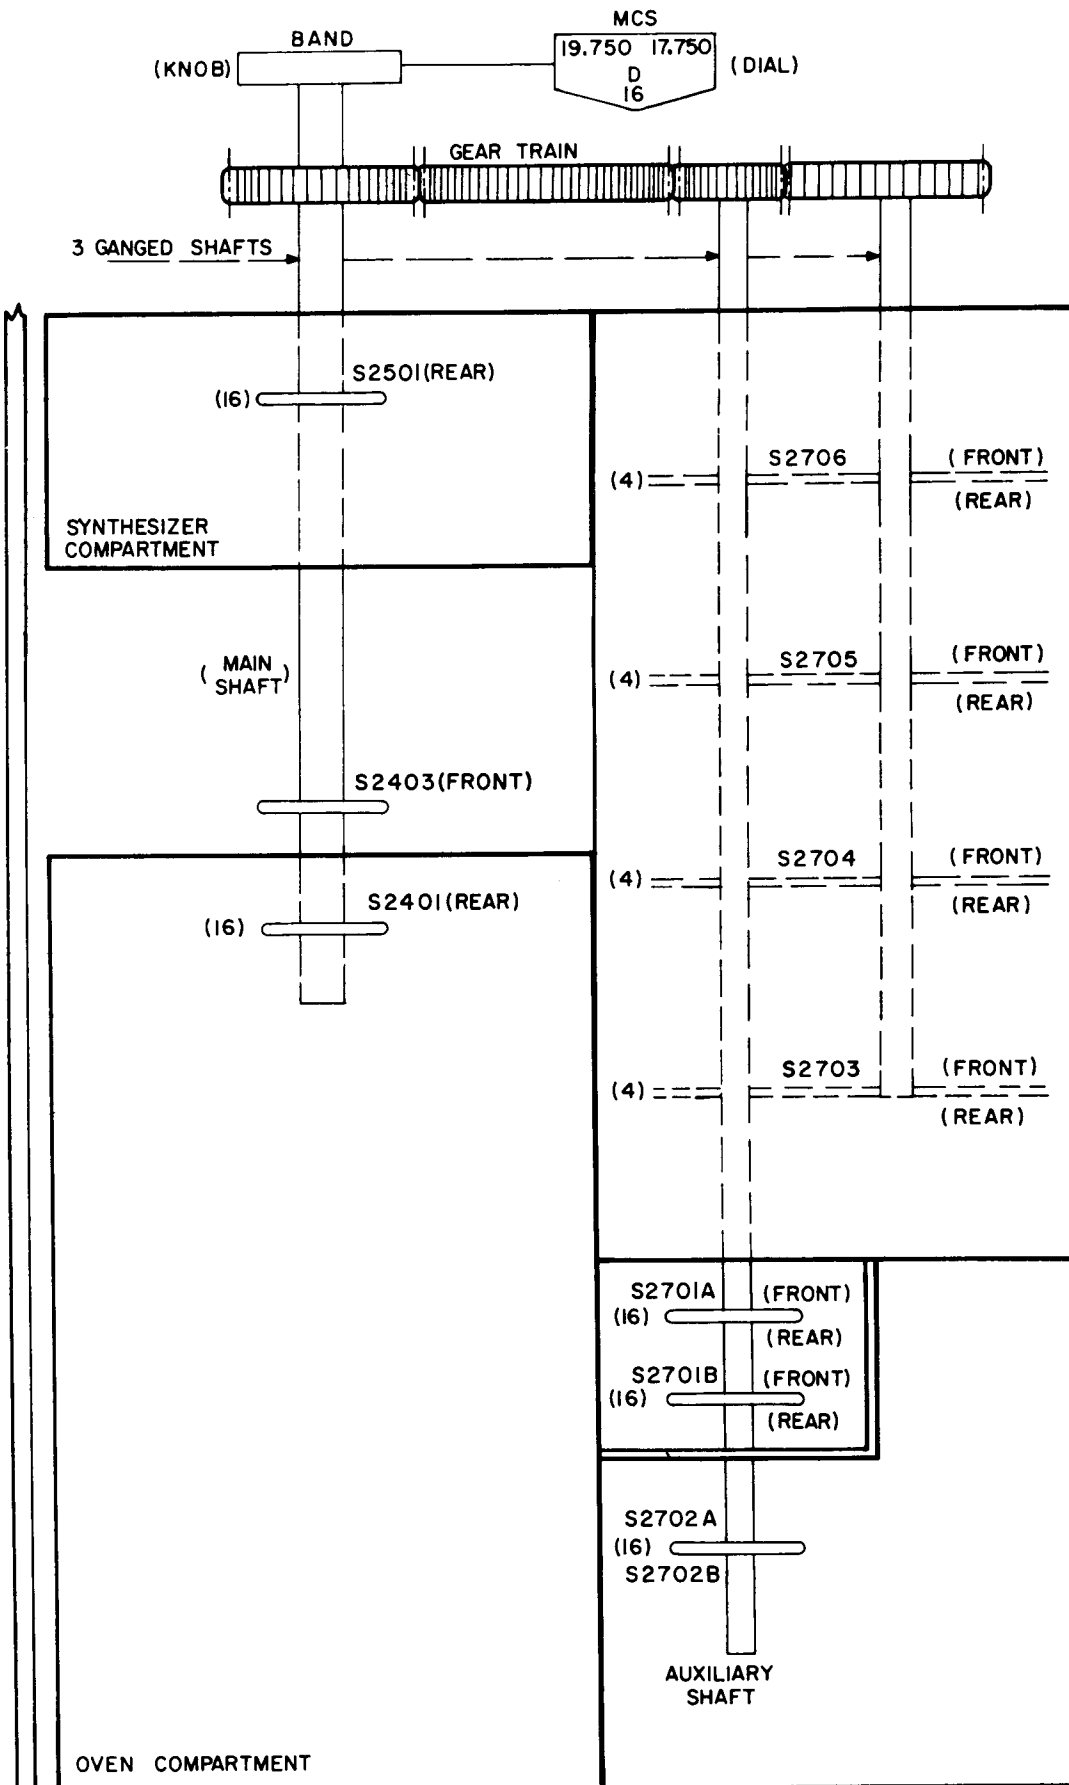 BAND
MCS
(KNOB)
19.750 17.750
D
16
(DIAL)
GEAR TRAIN
3 GANGED SHAFTS
S2501(REAR)
(16)
SYNTHESIZER
COMPARTMENT
(MAIN
SHAFT)
S2403(FRONT)
S2401(REAR)
(16)
OVEN COMPARTMENT
(4)
S2706
(FRONT)
(REAR)
(4)
S2705
(FRONT)
(REAR)
(4)
S2704
(FRONT)
(REAR)
(4)
S2703
(FRONT)
(REAR)
S2701A
(FRONT)
(16)
(REAR)
S2701B
(FRONT)
(16)
(REAR)
S2702A
(16)
S2702B
AUXILIARY
SHAFT